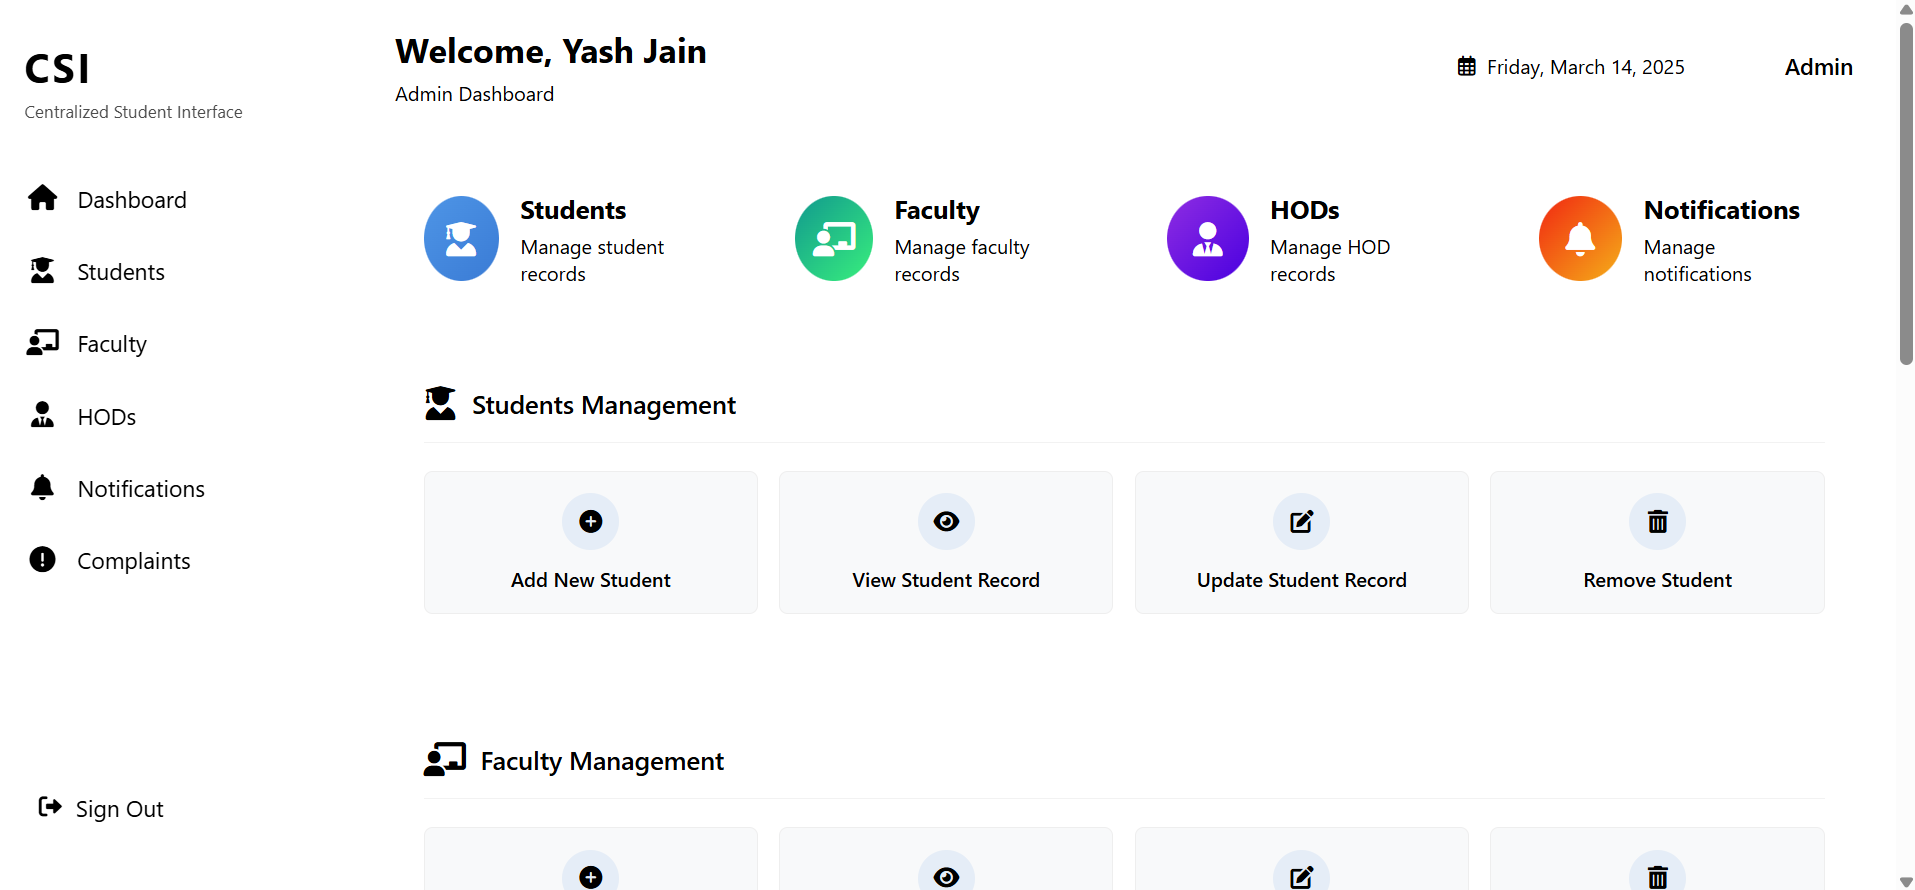 CSI
Centralized Student Interface
Dashboard
Students
Faculty
HODs
Notifications
Complaints
Sign Out
Welcome, Yash Jain
Admin Dashboard
Friday, March 14, 2025
Admin
Students
Manage student
records
Faculty
Manage faculty
records
HODs
Manage HOD
records
Notifications
Manage
notifications
Students Management
Add New Student
View Student Record
Update Student Record
Remove Student
Faculty Management